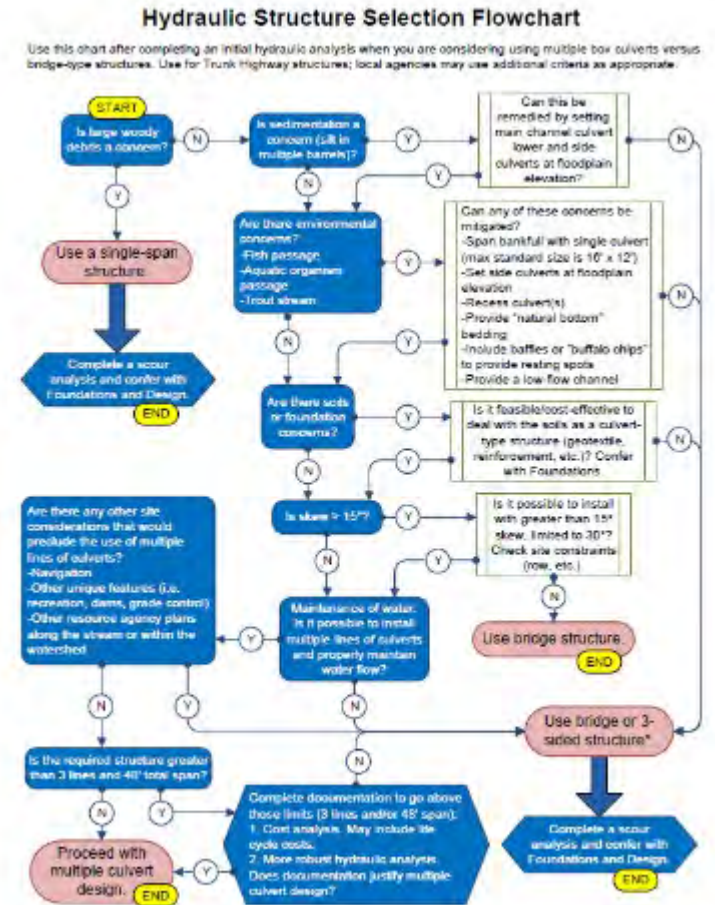 Hydraulic Structure Selection Flowchart
Use this chart after completing an initial hydraulic analysis when you are considering using multiple box culverts versus
bridge-type structures. Use for Trunk Highway structures; local agencies may use additional criteria as appropriate.
START
Is large woody
debris a concern?
N
Is sedimentation a
concern (silt in
multiple barrels)?
Y
Can this be
remedied by setting
main channel culvert
lower and side
culverts at floodplain
elevation?
N
Y
N
Y
Use a single-span
structure
Complete a scour
analysis and confer with
Foundations and Design.
END
Are there environmental
concerns?
-Fish passage
-Aquatic organism
passage
-Trout stream
Y
Can any of these concerns be
mitigated?
-Span bankfull with single culvert
(max standard size is 16' x 12')
-Set side culverts at floodplain
elevation
-Recess culvert(s)
-Provide "natural bottom"
bedding
-Include baffles or "buffalo chips"
to provide resting spots
-Provide a low-flow channel
N
N
Y
Are there soils
or foundation
concerns?
Y
Is it feasible/cost-effective to
deal with the soils as a culvert-
type structure (geotextile,
reinforcement, etc.)? Confer
with Foundations
N
N
Y
Is skew > 15°?
Y
Is it possible to install
with greater than 15°
skew, limited to 30°?
Check site constraints
(row, etc.)
N
Y
N
Use bridge structure.
END
Are there any other site
considerations that would
preclude the use of multiple
lines of culverts?
-Navigation
-Other unique features (i.e.
recreation, dams, grade control)
-Other resource agency plans
along the stream or within the
watershed
Y
Maintenance of water.
Is it possible to install
multiple lines of culverts
and properly maintain
water flow?
N
Y
N
Use bridge or 3-
sided structure*
Is the required structure greater
than 3 lines and 48' total span?
N
N
Y
Complete documentation to go above
those limits (3 lines and/or 48' span):
1. Cost analysis. May include life
cycle costs.
2. More robust hydraulic analysis
Does documentation justify multiple
culvert design?
Y
Proceed with
multiple culvert
design.
END
Complete a scour
analysis and confer with
Foundations and Design.
END